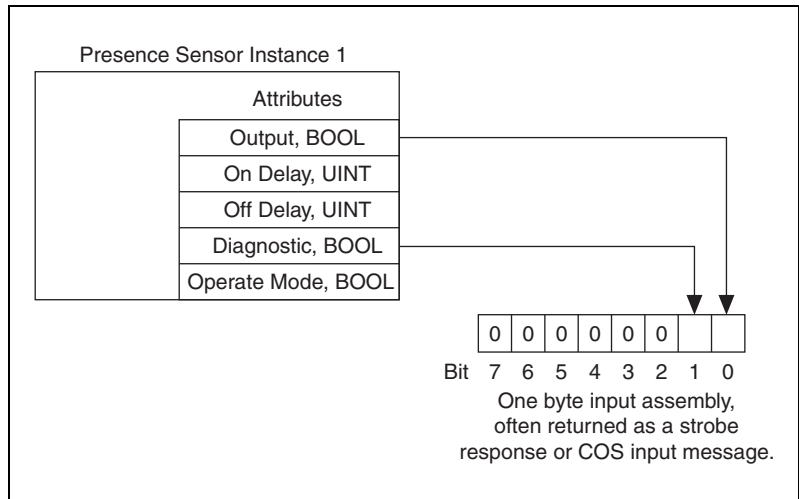 Presence Sensor Instance 1
Attributes
Output, BOOL
On Delay, UINT
Off Delay, UINT
Diagnostic, BOOL
Operate Mode, BOOL
0 0 0 0 0 0
Bit 7 6 5 4 3 2 1 0
One byte input assembly,
often returned as a strobe
response or COS input message.